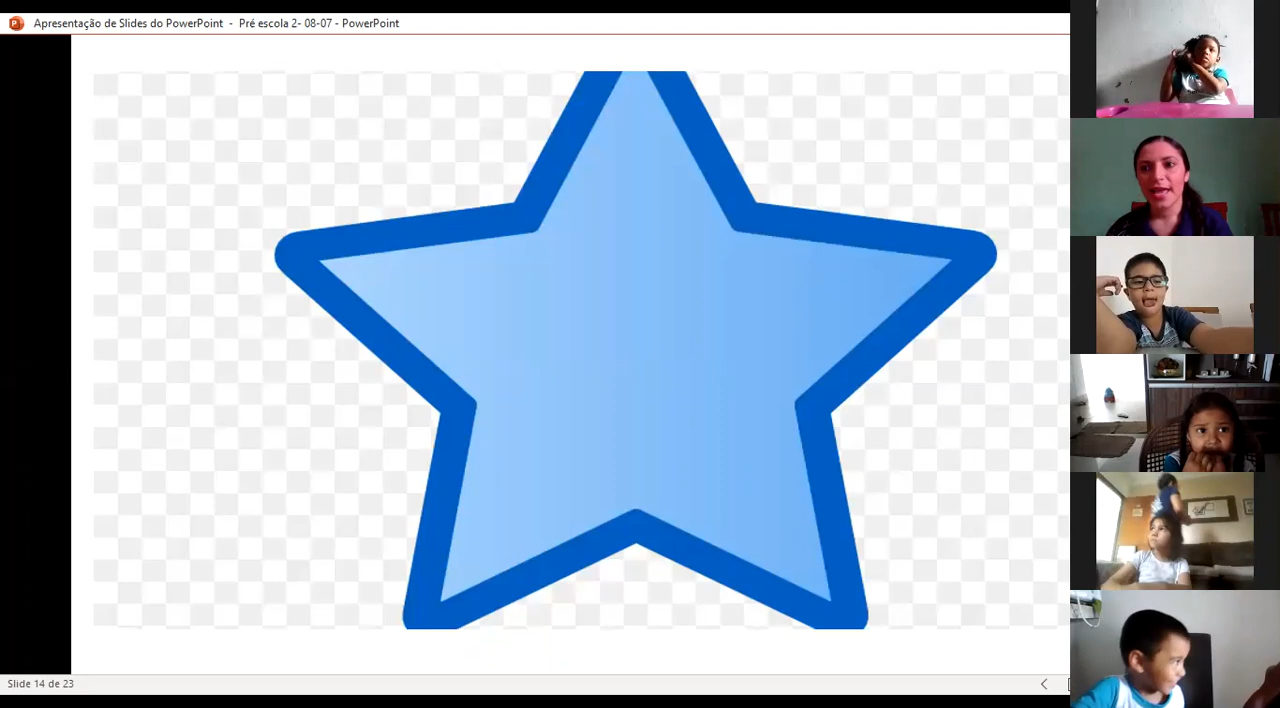 Apresentação de Slides do PowerPoint - Pré escola 2- 08-07 - PowerPoint
Slide 14 de 23